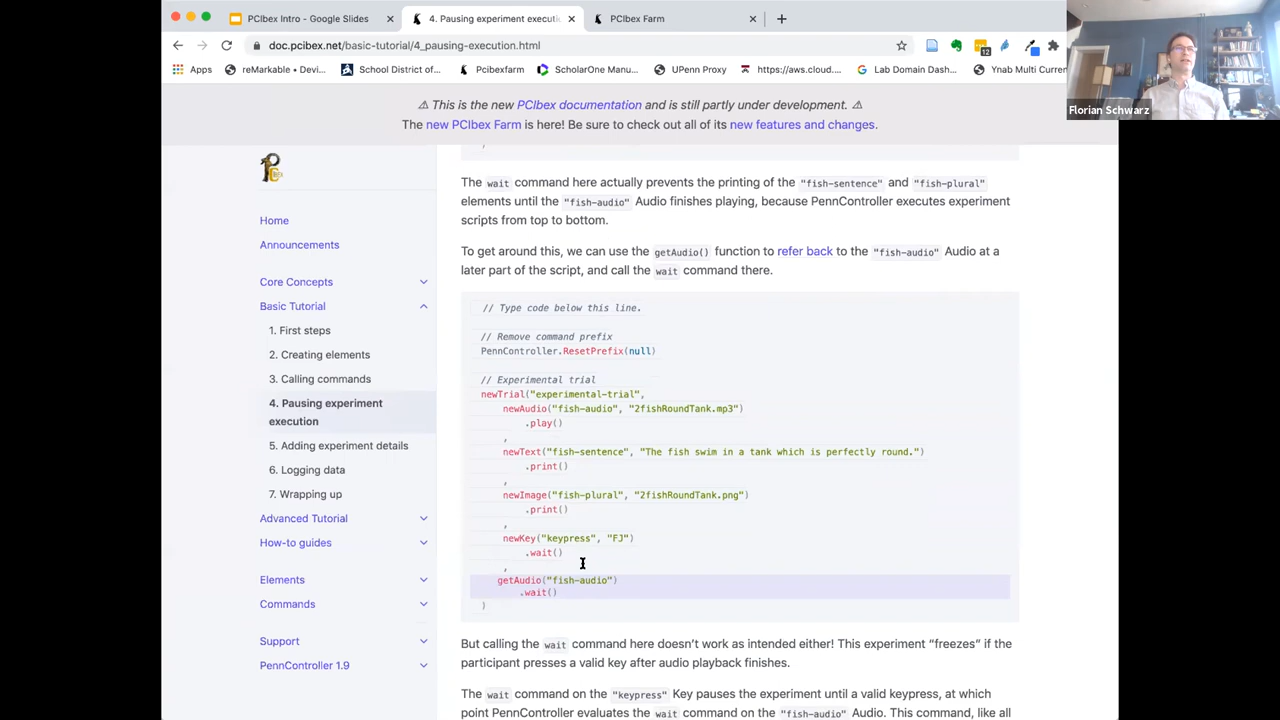 PCIbex Intro - Google Slides
4. Pausing experiment executi
PCIbex Farm
doc.pcibex.net/basic-tutorial/4_pausing-execution.html
12
Apps
reMarkable • Devi...
School District of...
Pcibexfarm
ScholarOne Manu...
UPenn Proxy
https://aws.cloud....
Lab Domain Dash...
Ynab Multi Curren
Florian Schwarz
⚠ This is the new PCIbex documentation and is still partly under development. ⚠
The new PCIbex Farm is here! Be sure to check out all of its new features and changes.
Home
Announcements
Core Concepts
Basic Tutorial
1. First steps
2. Creating elements
3. Calling commands
4. Pausing experiment
execution
5. Adding experiment details
6. Logging data
7. Wrapping up
Advanced Tutorial
How-to guides
Elements
Commands
Support
PennController 1.9
The wait command here actually prevents the printing of the "fish-sentence" and "fish-plural"
elements until the "fish-audio" Audio finishes playing, because PennController executes experiment
scripts from top to bottom.
To get around this, we can use the getAudio() function to refer back to the "fish-audio" Audio at a
later part of the script, and call the wait command there.
// Type code below this line.
// Remove command prefix
PennController.ResetPrefix(null)
// Experimental trial
newTrial("experimental-trial",
newAudio("fish-audio", "2fishRoundTank.mp3")
.play()
,
newText("fish-sentence", "The fish swim in a tank which is perfectly round.")
.print()
,
newImage("fish-plural", "2fishRoundTank.png")
.print()
,
newKey("keypress", "FJ")
.wait()
,
getAudio("fish-audio")
.wait()
)
But calling the wait command here doesn't work as intended either! This experiment “freezes” if the
participant presses a valid key after audio playback finishes.
The wait command on the "keypress" Key pauses the experiment until a valid keypress, at which
point PennController evaluates the wait command on the "fish-audio" Audio. This command, like all